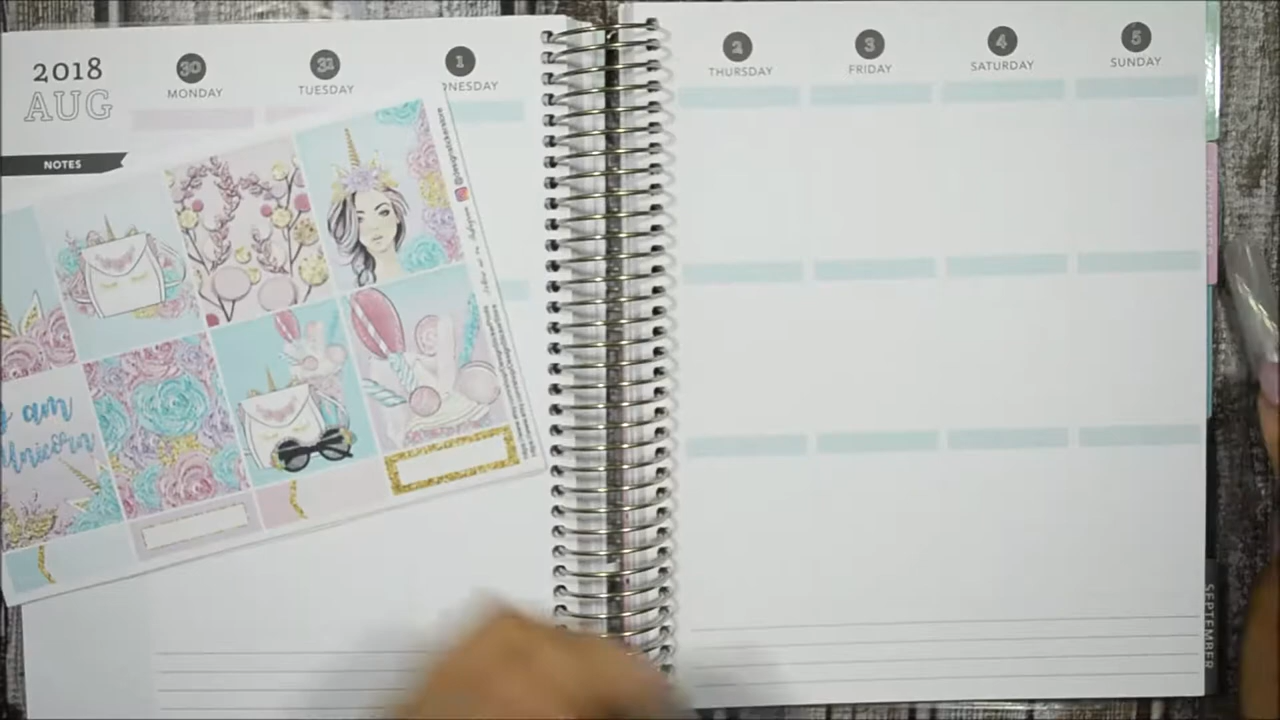 2018
AUG
30
MONDAY
31
TUESDAY
1
DNESDAY
2
THURSDAY
3
FRIDAY
4
SATURDAY
5
SUNDAY
NOTES
am
Unicorn
SEPTEMBER